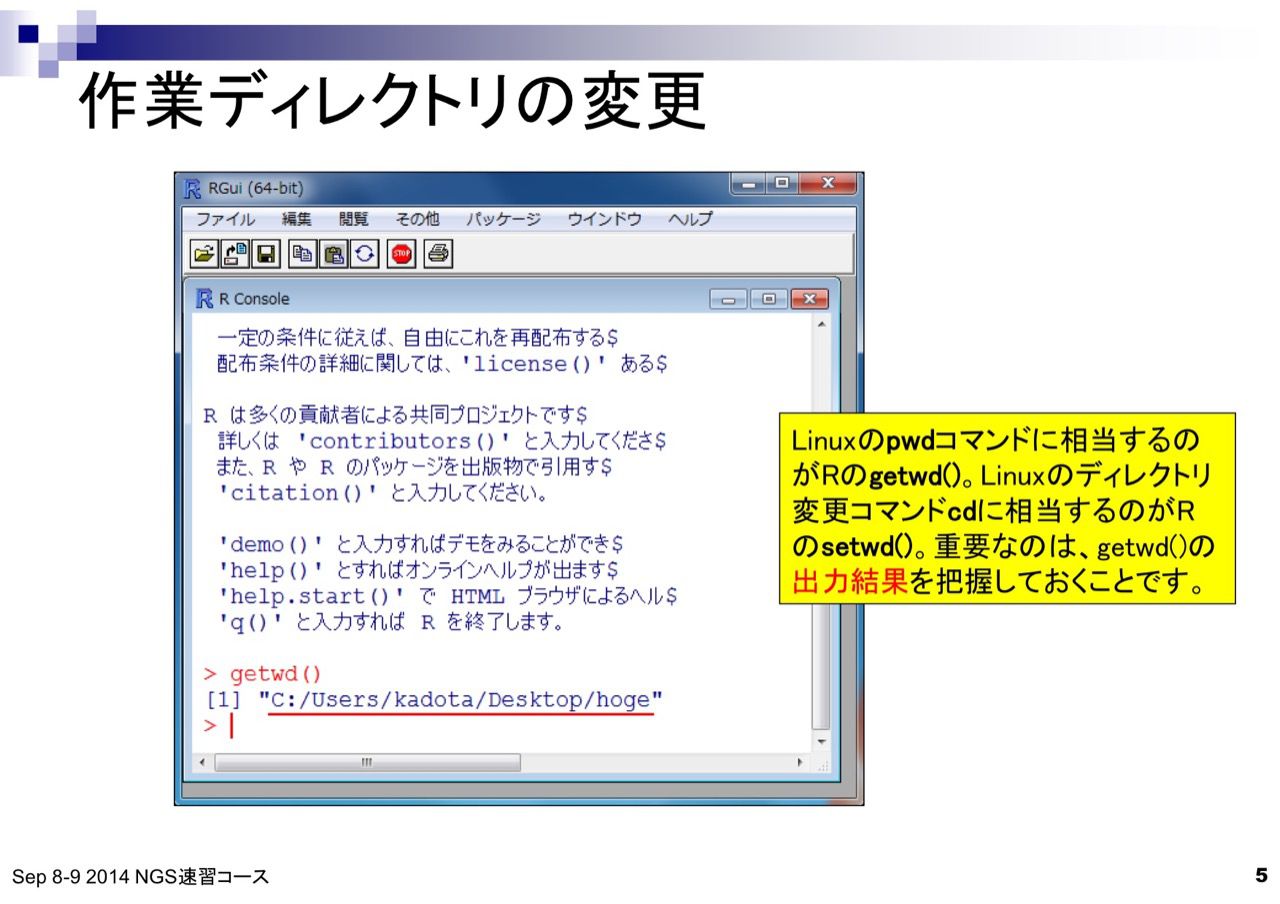 作業ディレクトリの変更
RGui (64-bit)
ファイル 編集 閲覧 その他 パッケージ ウインドウ ヘルプ
STOP
R Console
一定の条件に従えば、自由にこれを再配布する$
配布条件の詳細に関しては、'license()' ある$
R は多くの貢献者による共同プロジェクトです$
詳しくは 'contributors()' と入力してくださ$
また、R や R のパッケージを出版物で引用す$
'citation()' と入力してください。
'demo()' と入力すればデモをみることができ$
'help()' とすればオンラインヘルプが出ます$
'help.start()' で HTML ブラウザによるヘル$
'q()' と入力すれば R を終了します。
> getwd()
[1] "C:/Users/kadota/Desktop/hoge"
>
Linuxのpwdコマンドに相当するの
がRのgetwd()。Linuxのディレクトリ
変更コマンドcdに相当するのがR
のsetwd()。重要なのは、getwd()の
出力結果を把握しておくことです。
Sep 8-9 2014 NGS速習コース
5